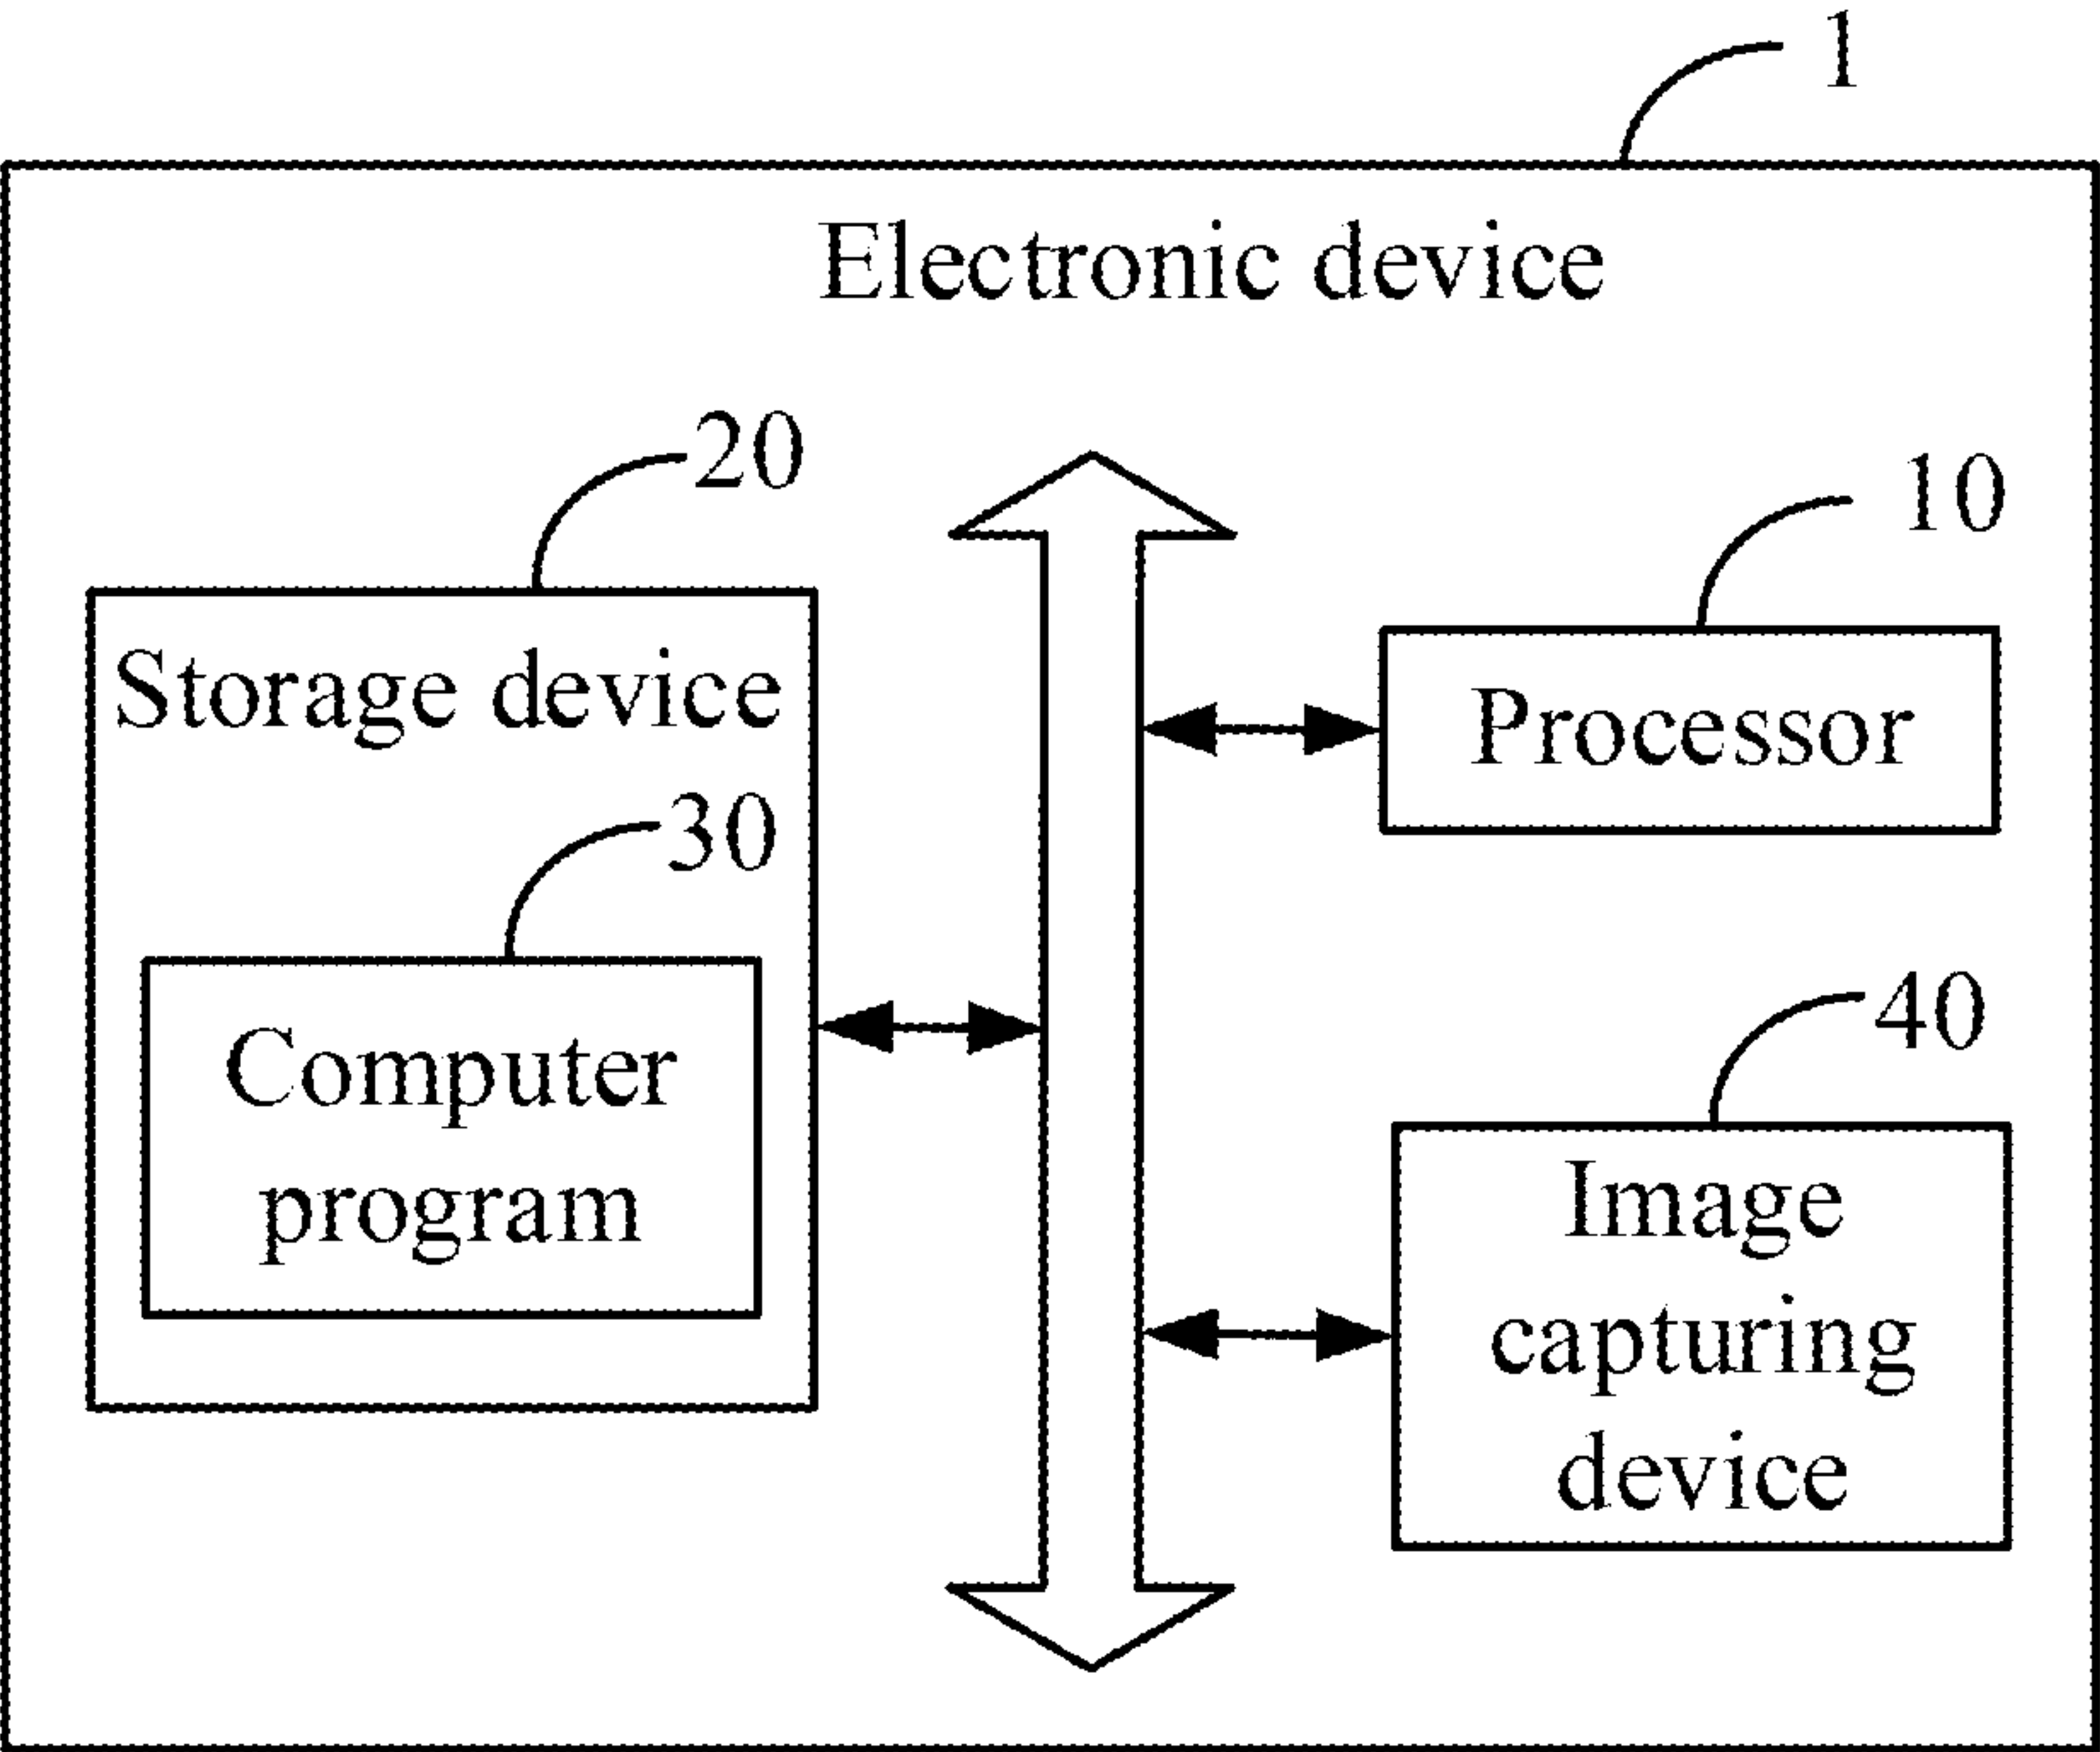 1
Electronic device
20
10
Storage device
Processor
30
40
Computer
program
Image
capturing
device